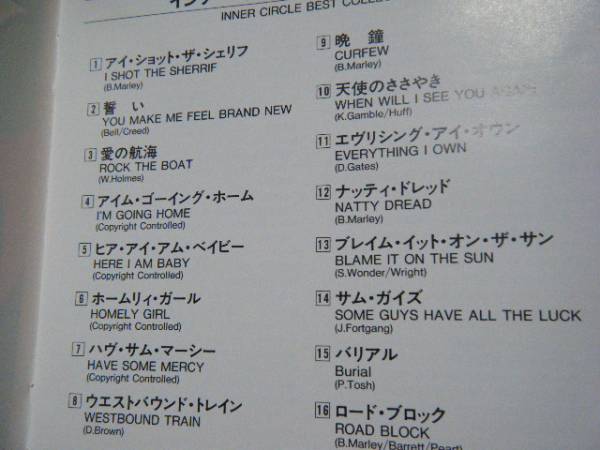 INNER CIRCLE BEST
1 アイ・ショット・ザ・シェリフ
I SHOT THE SHERRIF
(B.Marley)
2 誓い
YOU MAKE ME FEEL BRAND NEW
(Bell/Creed)
3 愛の航海
ROCK THE BOAT
(W.Holmes)
4 アイム・ゴーイング・ホーム
I'M GOING HOME
(Copyright Controlled)
5 ヒア・アイ・アム・ベイビー
HERE I AM BABY
(Copyright Controlled)
6 ホームリィ・ガール
HOMELY GIRL
(Copyright Controlled)
7 ハヴ・サム・マーシー
HAVE SOME MERCY
(Copyright Controlled)
8 ウエストバウンド・トレイン
WESTBOUND TRAIN
(D.Brown)
9 晩鐘
CURFEW
(B.Marley)
10 天使のささやき
WHEN WILL I SEE YOU AGAIN
(K.Gamble/Huff)
11 エヴリシング・アイ・オウン
EVERYTHING I OWN
(D.Gates)
12 ナッティ・ドレッド
NATTY DREAD
(B.Marley)
13 ブレイム・イット・オン・ザ・サン
BLAME IT ON THE SUN
(S.Wonder/Wright)
14 サム・ガイズ
SOME GUYS HAVE ALL THE LUCK
(J.Fortgang)
15 バリアル
Burial
(P.Tosh)
16 ロード・ブロック
ROAD BLOCK
(B.Marley/Barrett/Peart)